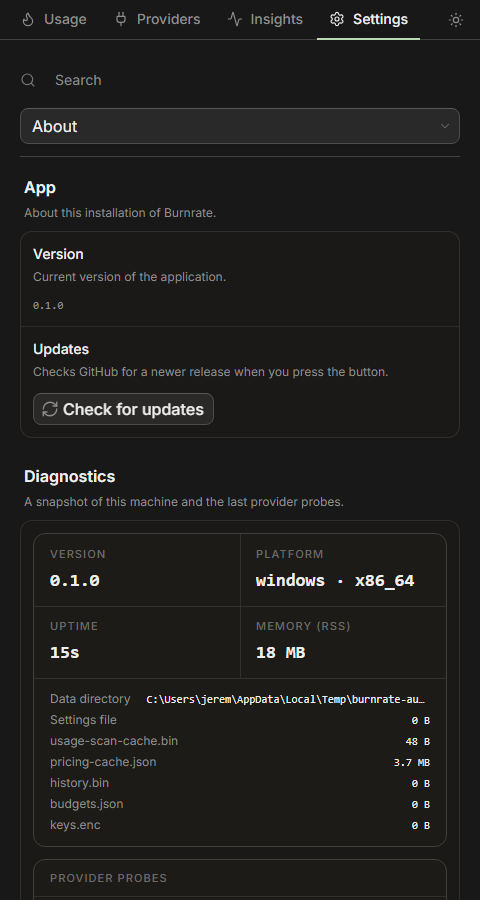 Usage
Providers
Insights
Settings
Search
About
App
About this installation of Burnrate.
Version
Current version of the application.
0.1.0
Updates
Checks GitHub for a newer release when you press the button.
Check for updates
Diagnostics
A snapshot of this machine and the last provider probes.
VERSION
0.1.0
PLATFORM
windows · x86_64
UPTIME
15s
MEMORY (RSS)
18 MB
Data directory C:\Users\jerem\AppData\Local\Temp\burnrate-au…
Settings file 0 B
usage-scan-cache.bin 48 B
pricing-cache.json 3.7 MB
history.bin 0 B
budgets.json 0 B
keys.enc 0 B
PROVIDER PROBES